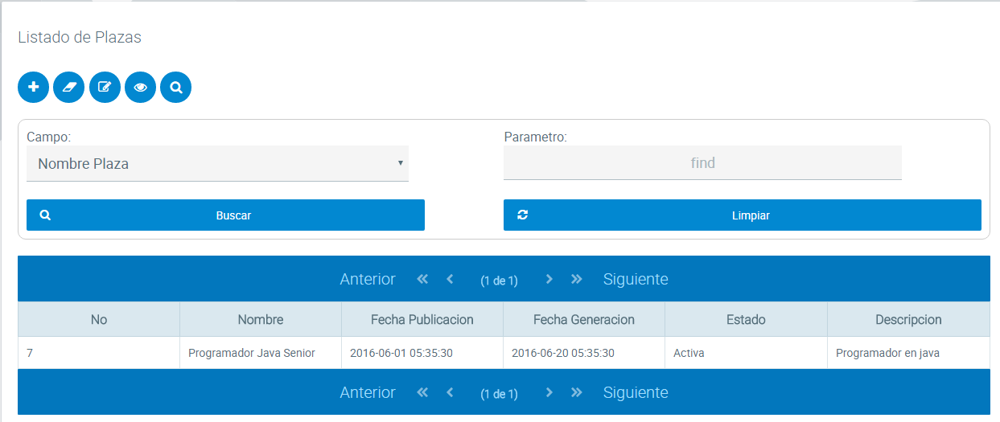 Listado de Plazas
Campo: Parametro:
Nombre Plaza find
Buscar Limpiar
Anterior (1 de 1) Siguiente
No Nombre Fecha Publicacion Fecha Generacion Estado Descripcion
7 Programador Java Senior 2016-06-01 05:35:30 2016-06-20 05:35:30 Activa Programador en java
Anterior (1 de 1) Siguiente